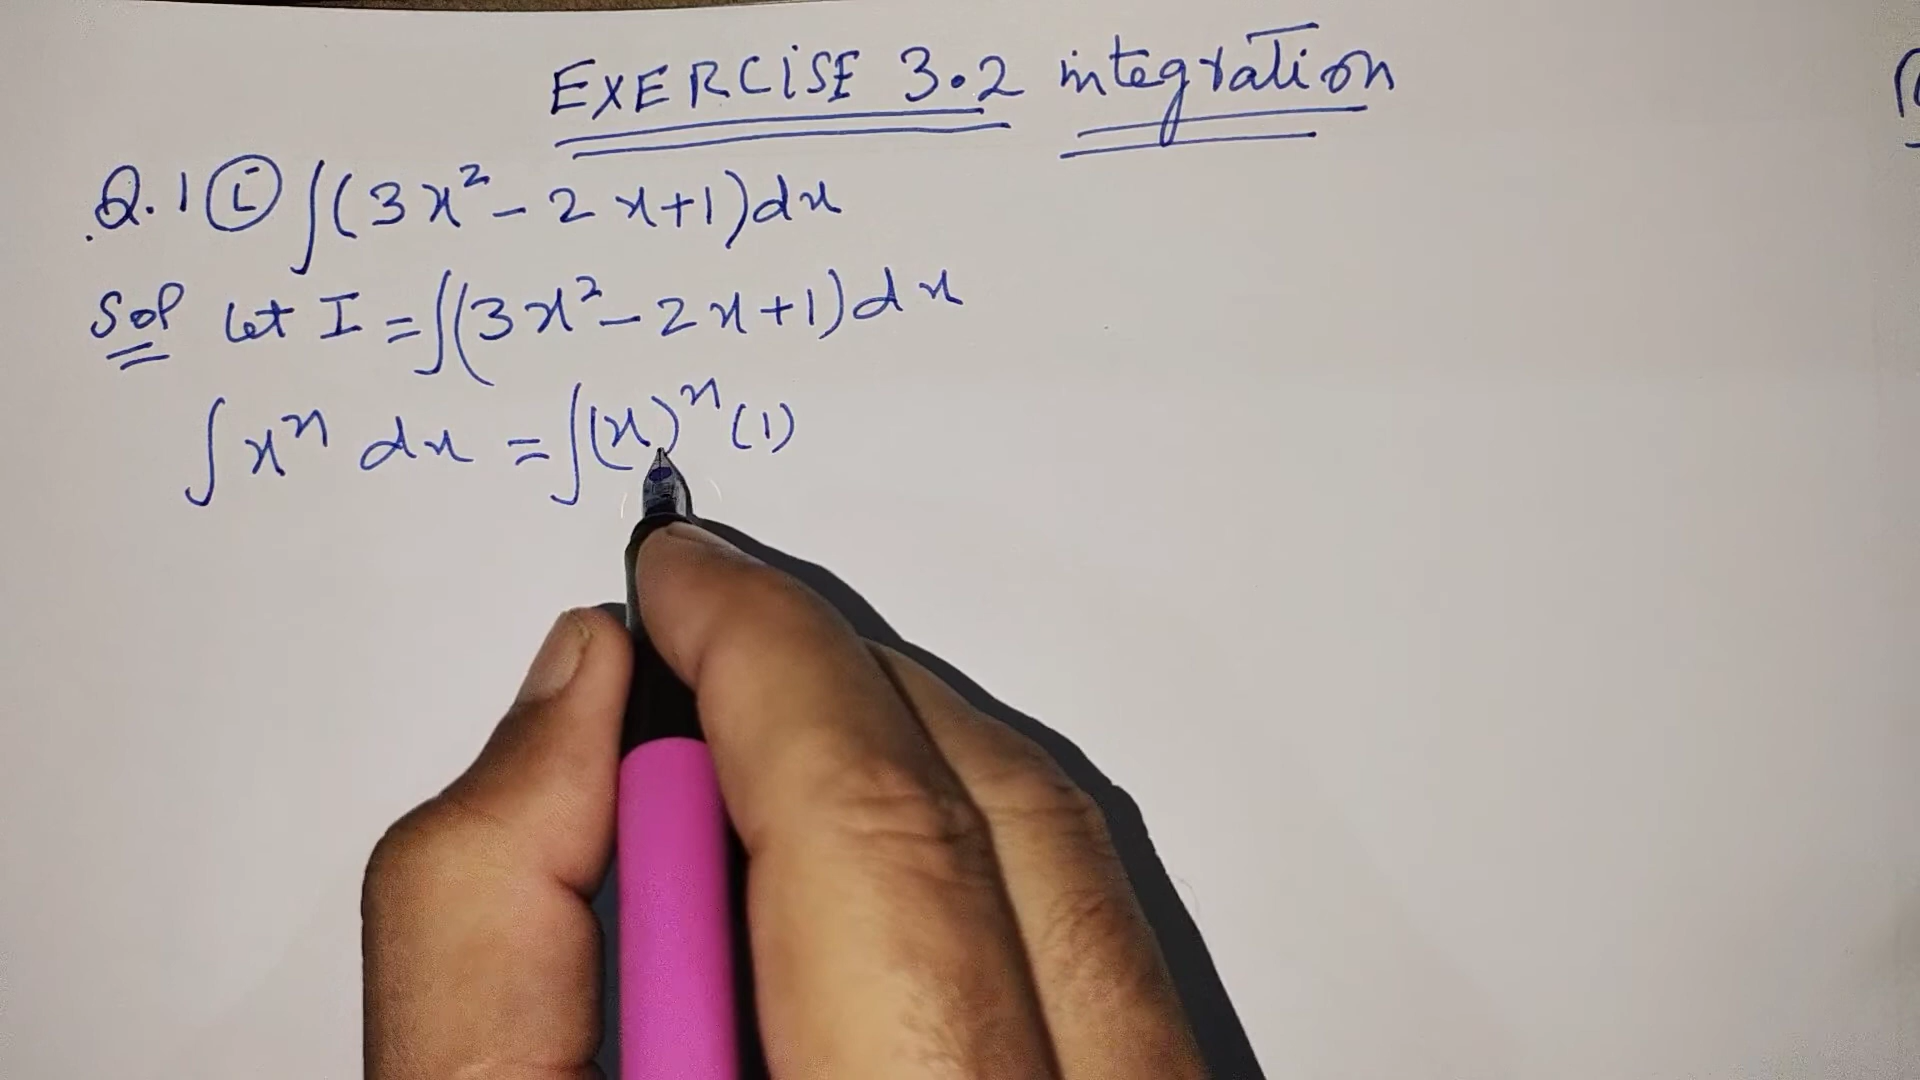 EXERCISE 3.2 integration
Q.1 (i) ∫(3x² - 2x+1)dx
Sol let I = ∫(3x² - 2x+1)dx
∫xⁿ dx = ∫(x)ⁿ (1)